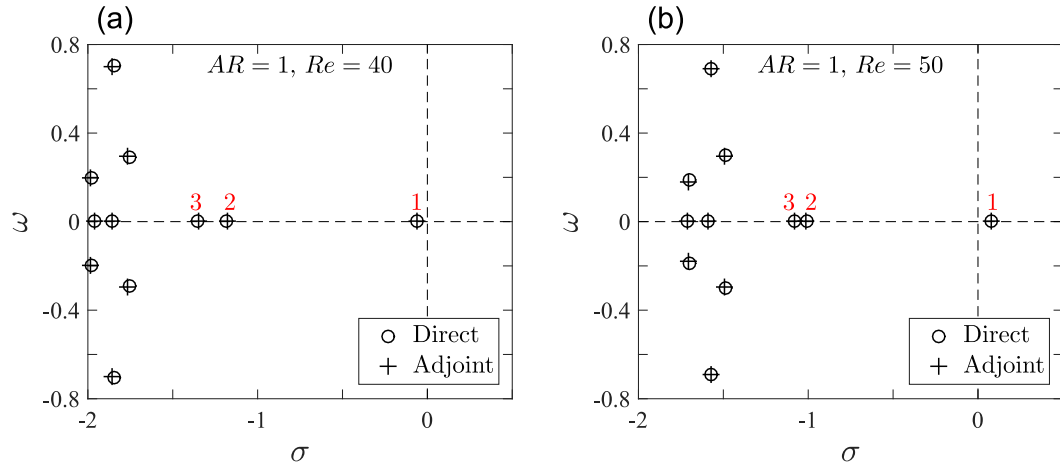 (a)
AR = 1, Re = 40
0.8
0.4
0
-0.4
-0.8
ω
3 2 1
Direct
Adjoint
-2 -1 0
σ
(b)
AR = 1, Re = 50
0.8
0.4
0
-0.4
-0.8
ω
3 2 1
Direct
Adjoint
-2 -1 0
σ